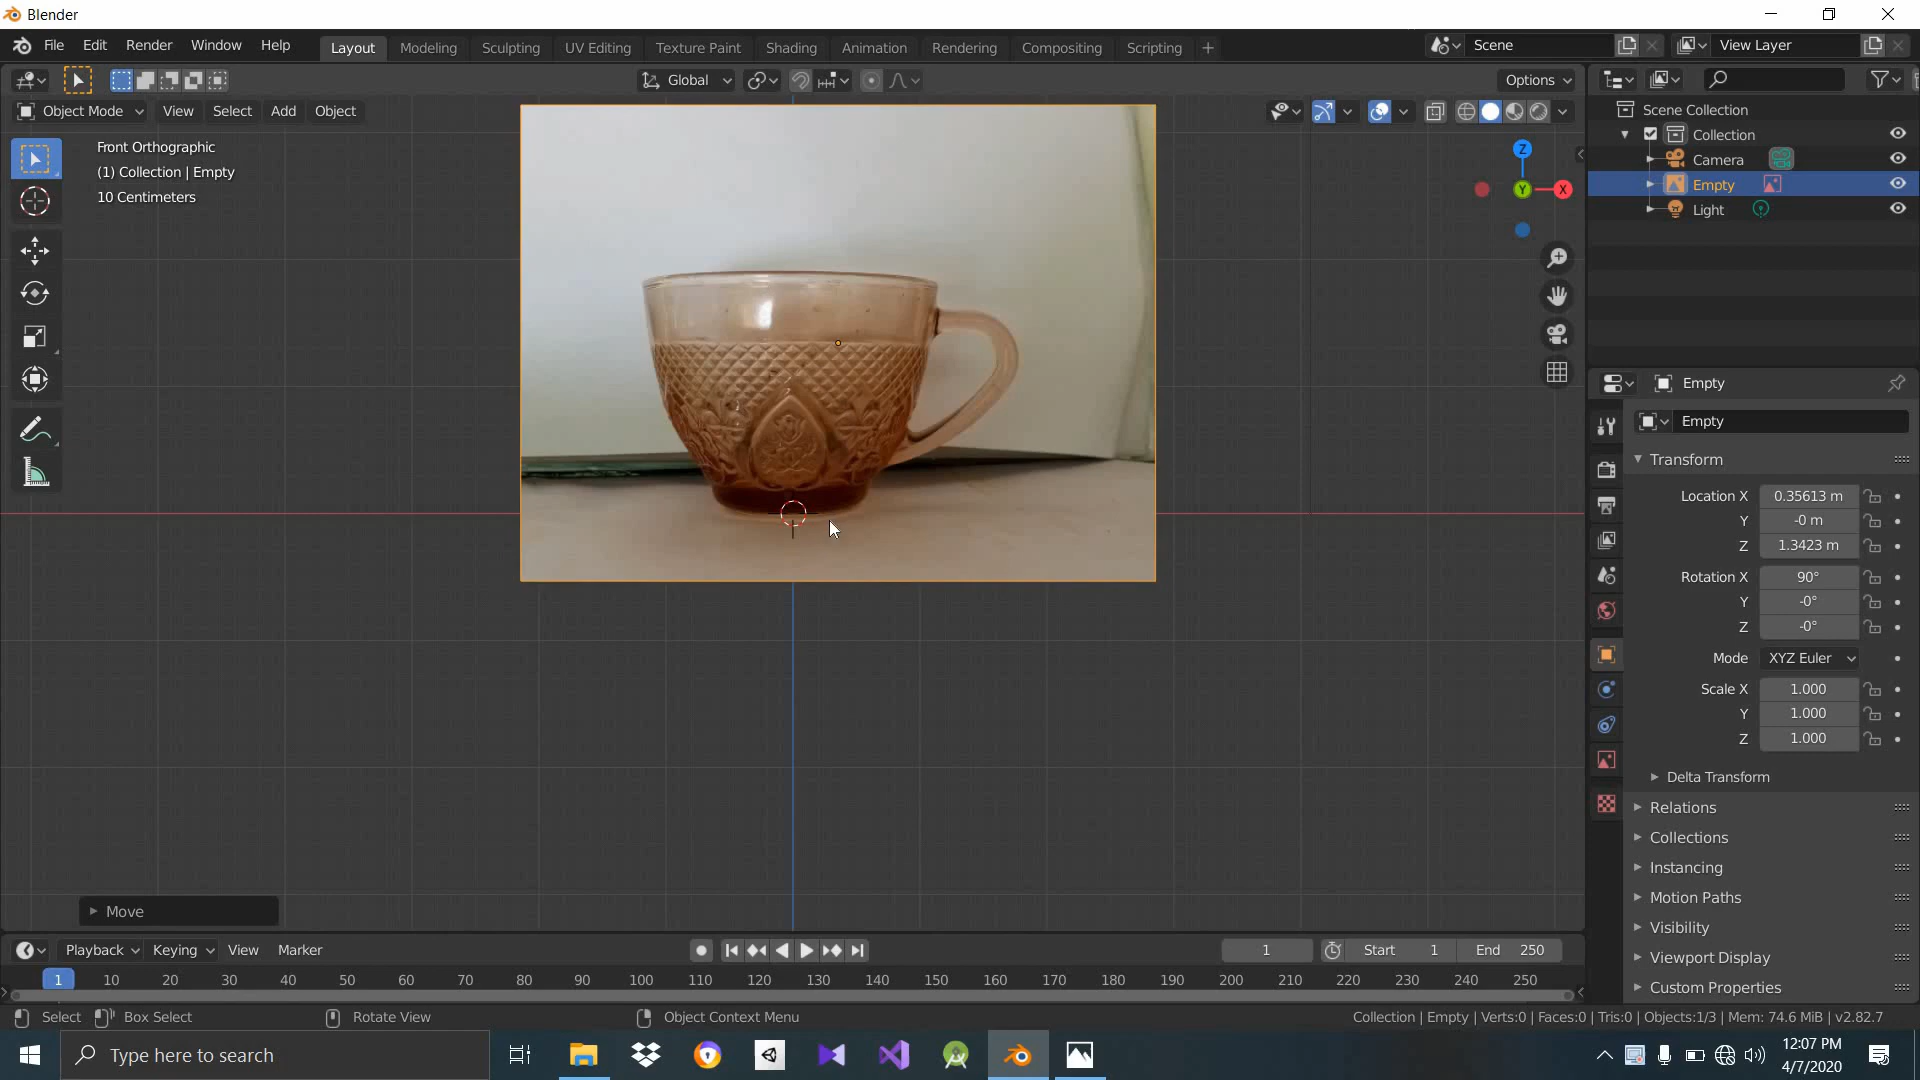 Blender
File Edit Render Window Help
Layout Modeling Sculpting UV Editing Texture Paint Shading Animation Rendering Compositing Scripting +
Scene
View Layer
Global
Options
Object Mode View Select Add Object
Front Orthographic
(1) Collection | Empty
10 Centimeters
Z
Y
X
Scene Collection
Collection
Camera
Empty
Light
Empty
Empty
Transform
Location X 0.35613 m
Y -0 m
Z 1.3423 m
Rotation X 90°
Y -0°
Z -0°
Mode XYZ Euler
Scale X 1.000
Y 1.000
Z 1.000
Delta Transform
Relations
Collections
Instancing
Motion Paths
Visibility
Viewport Display
Custom Properties
Move
Playback Keying View Marker
1
Start 1
End 250
1 10 20 30 40 50 60 70 80 90 100 110 120 130 140 150 160 170 180 190 200 210 220 230 240 250
Select Box Select Rotate View Object Context Menu
Collection | Empty | Verts:0 | Faces:0 | Tris:0 | Objects:1/3 | Mem: 74.6 MiB | v2.82.7
Type here to search
12:07 PM
4/7/2020